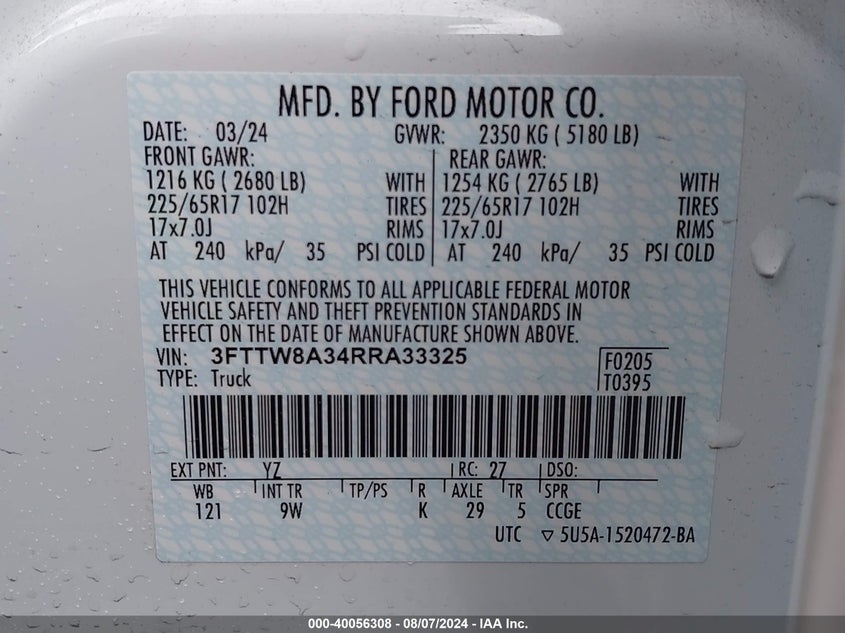 MFD. BY FORD MOTOR CO.
DATE: 03/24 GVWR: 2350 KG ( 5180 LB)
FRONT GAWR: REAR GAWR:
1216 KG ( 2680 LB) WITH 1254 KG ( 2765 LB) WITH
225/65R17 102H TIRES 225/65R17 102H TIRES
17x7.0J RIMS 17x7.0J RIMS
AT 240 kPa/ 35 PSI COLD AT 240 kPa/ 35 PSI COLD
THIS VEHICLE CONFORMS TO ALL APPLICABLE FEDERAL MOTOR
VEHICLE SAFETY AND THEFT PREVENTION STANDARDS IN
EFFECT ON THE DATE OF MANUFACTURE SHOWN ABOVE.
VIN: 3FTTW8A34RRA33325 F0205
TYPE: Truck T0395
EXT PNT: YZ RC: 27 DSO:
WB INT TR TP/PS R AXLE TR SPR
121 9W K 29 5 CCGE
UTC ▽ 5U5A-1520472-BA
000-40056308 - 08/07/2024 - IAA Inc.